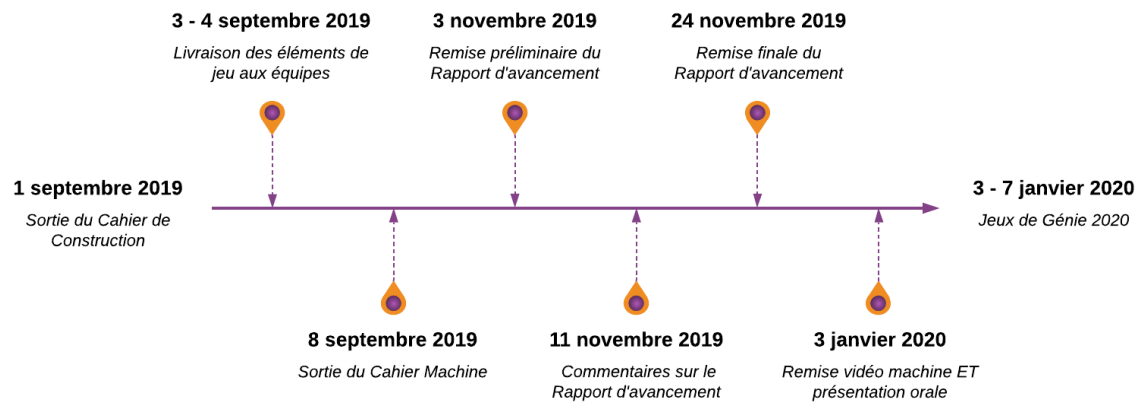 3 - 4 septembre 2019
Livraison des éléments de
jeu aux équipes
3 novembre 2019
Remise préliminaire du
Rapport d'avancement
24 novembre 2019
Remise finale du
Rapport d'avancement
1 septembre 2019
Sortie du Cahier de
Construction
3 - 7 janvier 2020
Jeux de Génie 2020
8 septembre 2019
Sortie du Cahier Machine
11 novembre 2019
Commentaires sur le
Rapport d'avancement
3 janvier 2020
Remise vidéo machine ET
présentation orale